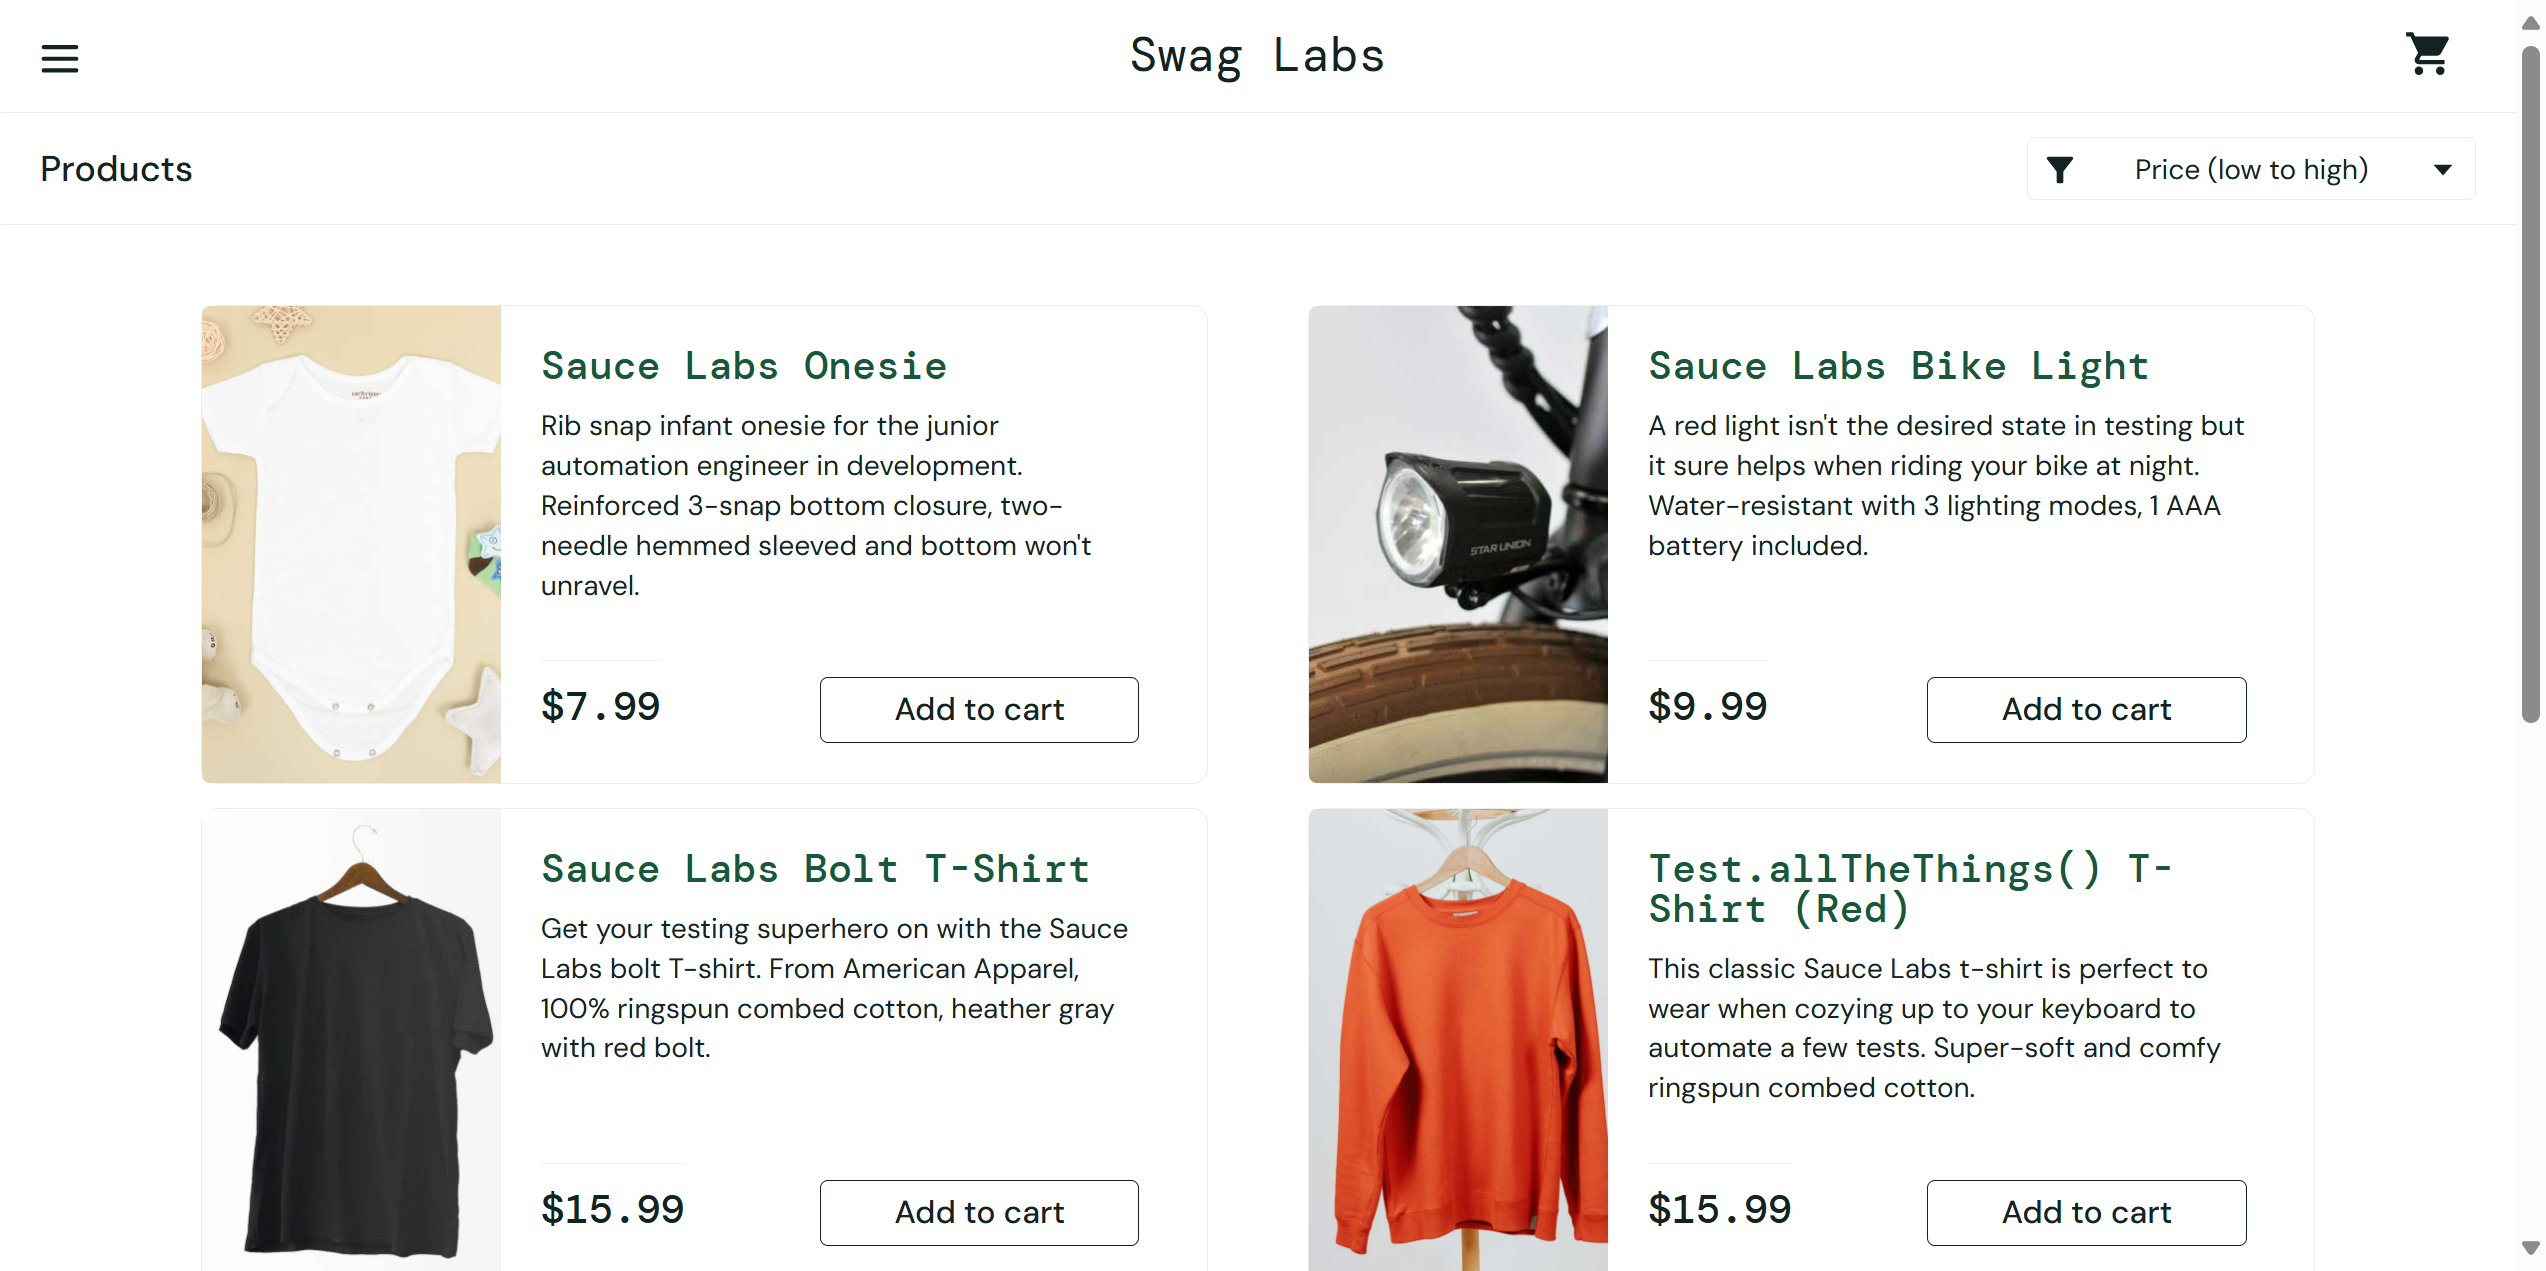 Swag Labs
Products
Price (low to high)
Sauce Labs Onesie
Rib snap infant onesie for the junior
automation engineer in development.
Reinforced 3-snap bottom closure, two-
needle hemmed sleeved and bottom won't
unravel.
$7.99
Add to cart
STAR UNION
Sauce Labs Bike Light
A red light isn't the desired state in testing but
it sure helps when riding your bike at night.
Water-resistant with 3 lighting modes, 1 AAA
battery included.
$9.99
Add to cart
Sauce Labs Bolt T-Shirt
Get your testing superhero on with the Sauce
Labs bolt T-shirt. From American Apparel,
100% ringspun combed cotton, heather gray
with red bolt.
$15.99
Add to cart
Test.allTheThings() T-
Shirt (Red)
This classic Sauce Labs t-shirt is perfect to
wear when cozying up to your keyboard to
automate a few tests. Super-soft and comfy
ringspun combed cotton.
$15.99
Add to cart